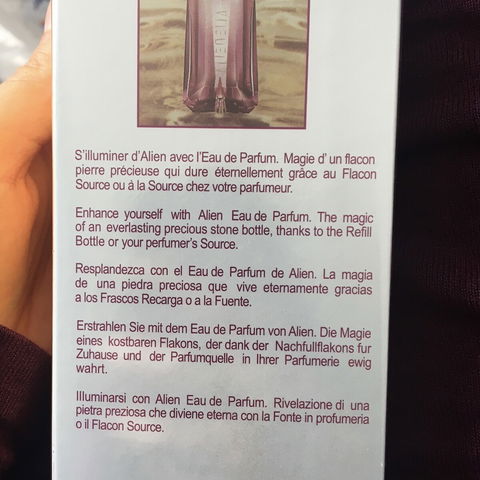 S'illuminer d'Alien avec l'Eau de Parfum. Magie d' un flacon
pierre précieuse qui dure éternellement grâce au Flacon
Source ou à la Source chez votre parfumeur.
Enhance yourself with Alien Eau de Parfum. The magic
of an everlasting precious stone bottle, thanks to the Refill
Bottle or your perfumer's Source.
Resplandezca con el Eau de Parfum de Alien. La magia
de una piedra preciosa que vive eternamente gracias
a los Frascos Recarga o a la Fuente.
Erstrahlen Sie mit dem Eau de Parfum von Alien. Die Magie
eines kostbaren Flakons, der dank der Nachfullflakons fur
Zuhause und der Parfumquelle in Ihrer Parfumerie ewig
wahrt.
Illuminarsi con Alien Eau de Parfum. Rivelazione di una
pietra preziosa che diviene eterna con la Fonte in profumeria
o il Flacon Source.